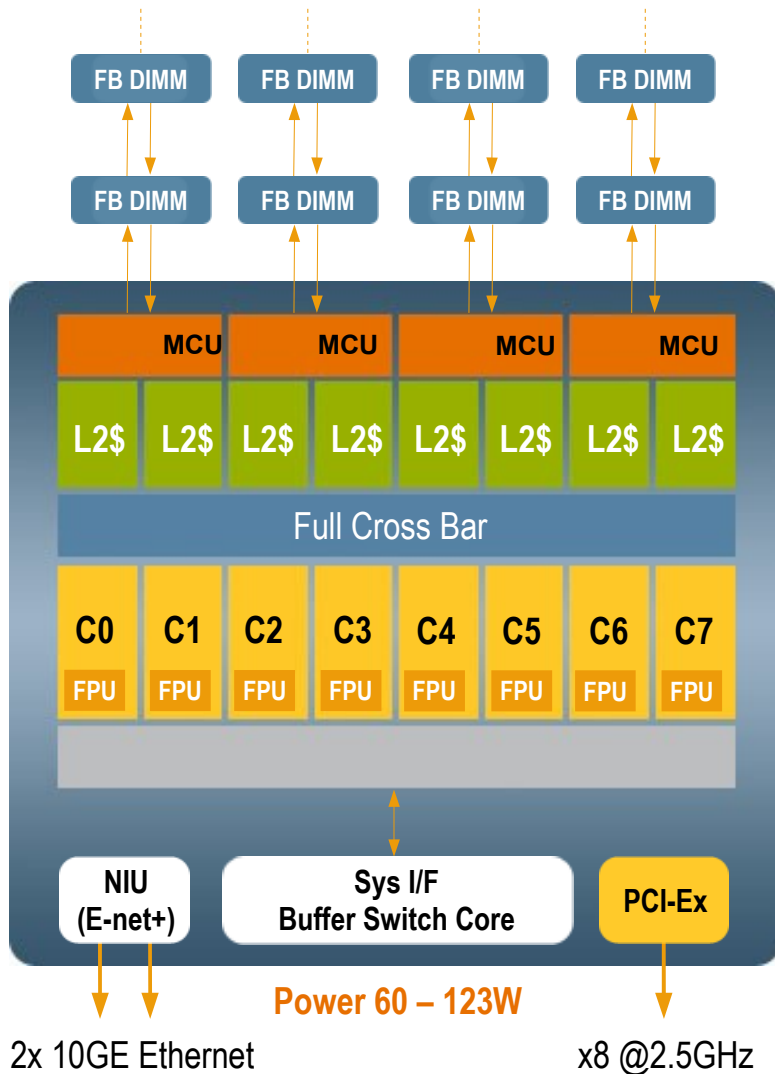 FB DIMM FB DIMM FB DIMM FB DIMM
FB DIMM FB DIMM FB DIMM FB DIMM
MCU MCU MCU MCU
L2$ L2$ L2$ L2$ L2$ L2$ L2$ L2$
Full Cross Bar
C0 C1 C2 C3 C4 C5 C6 C7
FPU FPU FPU FPU FPU FPU FPU FPU
NIU
(E-net+)
Sys I/F
Buffer Switch Core
PCI-Ex
Power 60 – 123W
2x 10GE Ethernet
x8 @2.5GHz